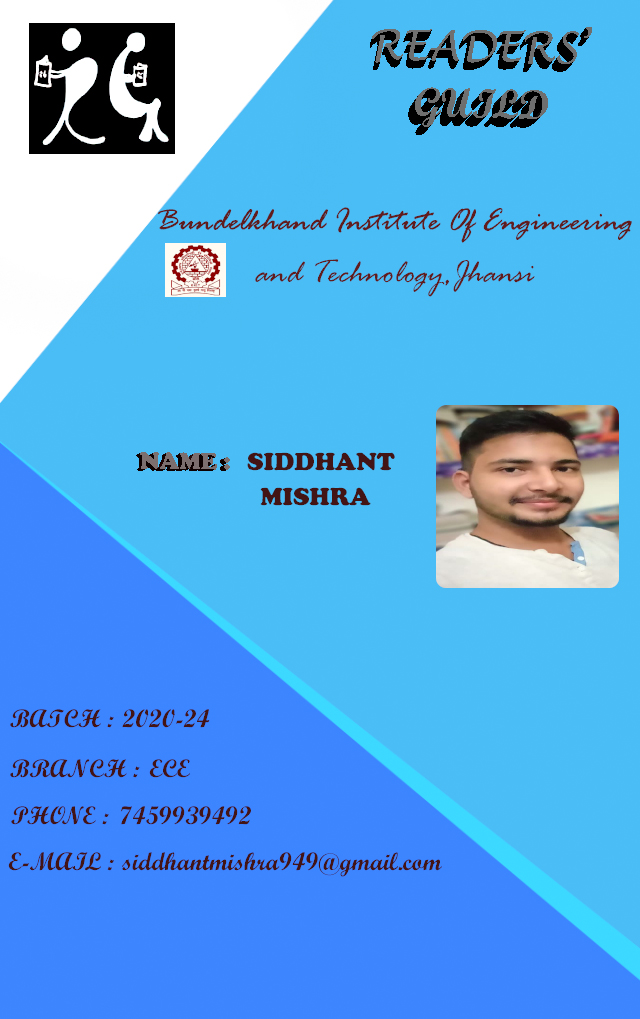 READERS’
GUILD
Bundelkhand Institute Of Engineering
and Technology,Jhansi
NAME : SIDDHANT
MISHRA
BATCH : 2020-24
BRANCH : ECE
PHONE : 7459939492
E-MAIL : siddhantmishra949@gmail.com